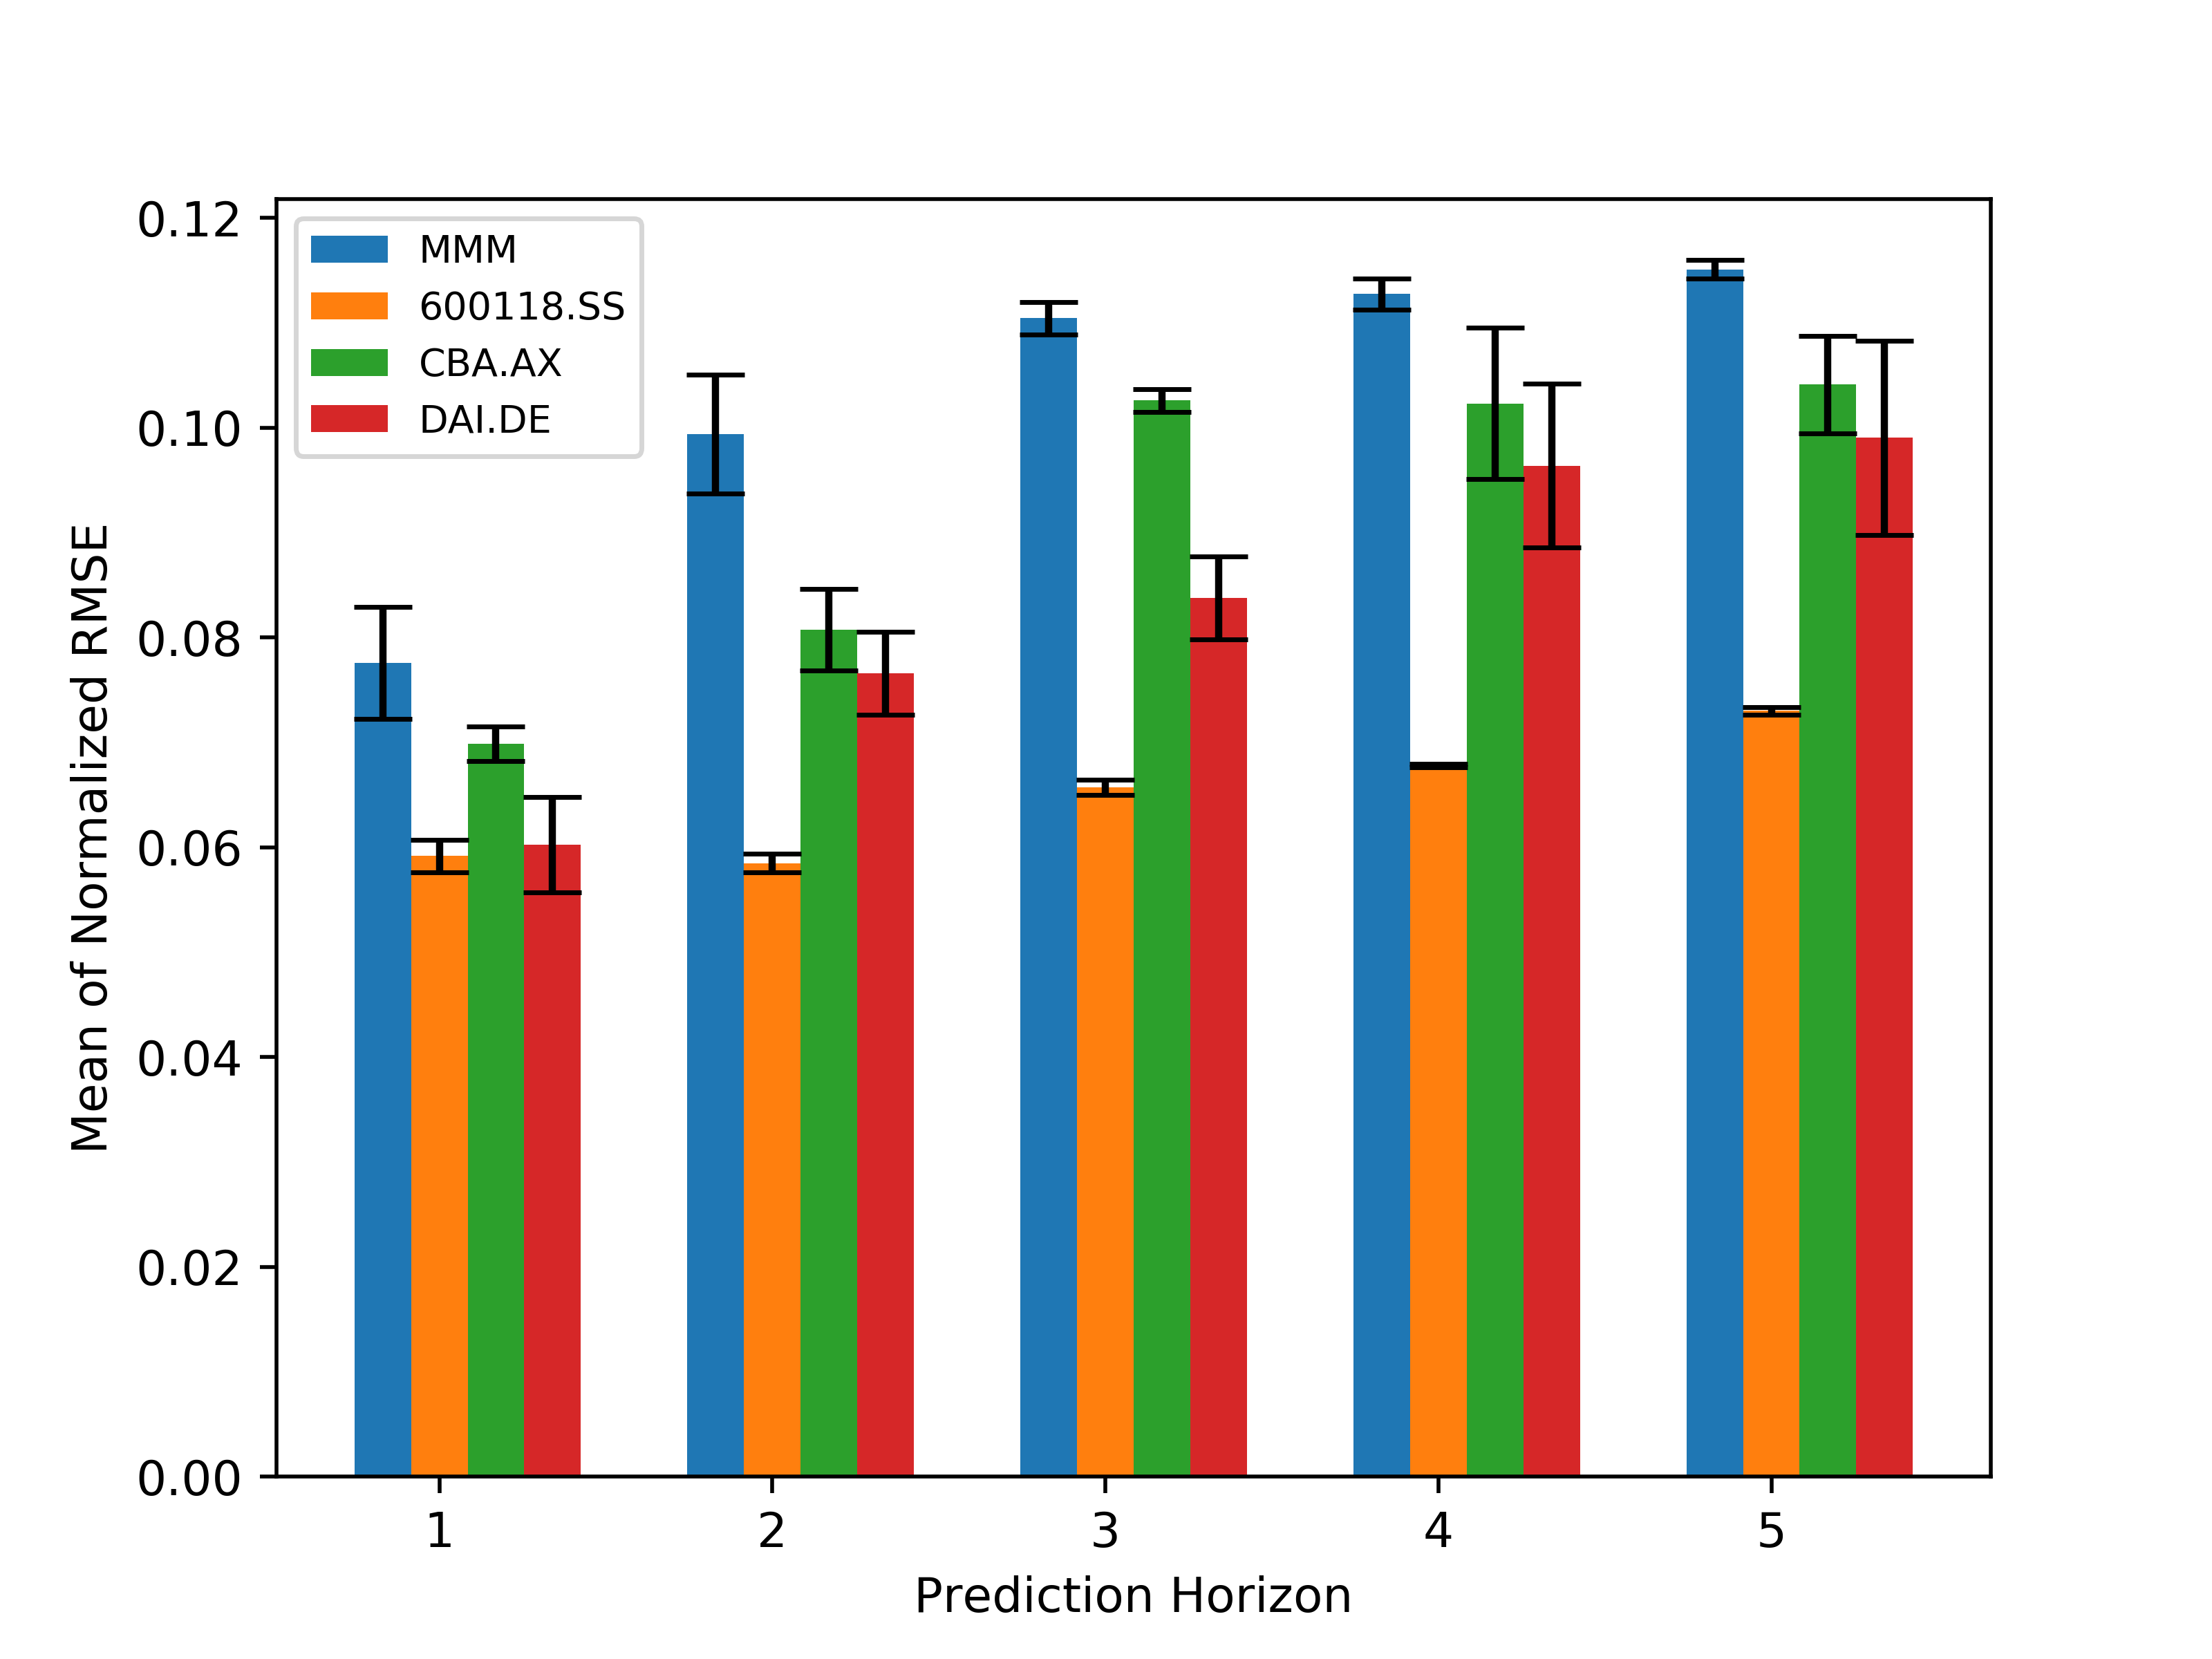 0.12
0.10
0.08
0.06
0.04
0.02
0.00
Mean of Normalized RMSE
MMM
600118.SS
CBA.AX
DAI.DE
1 2 3 4 5
Prediction Horizon